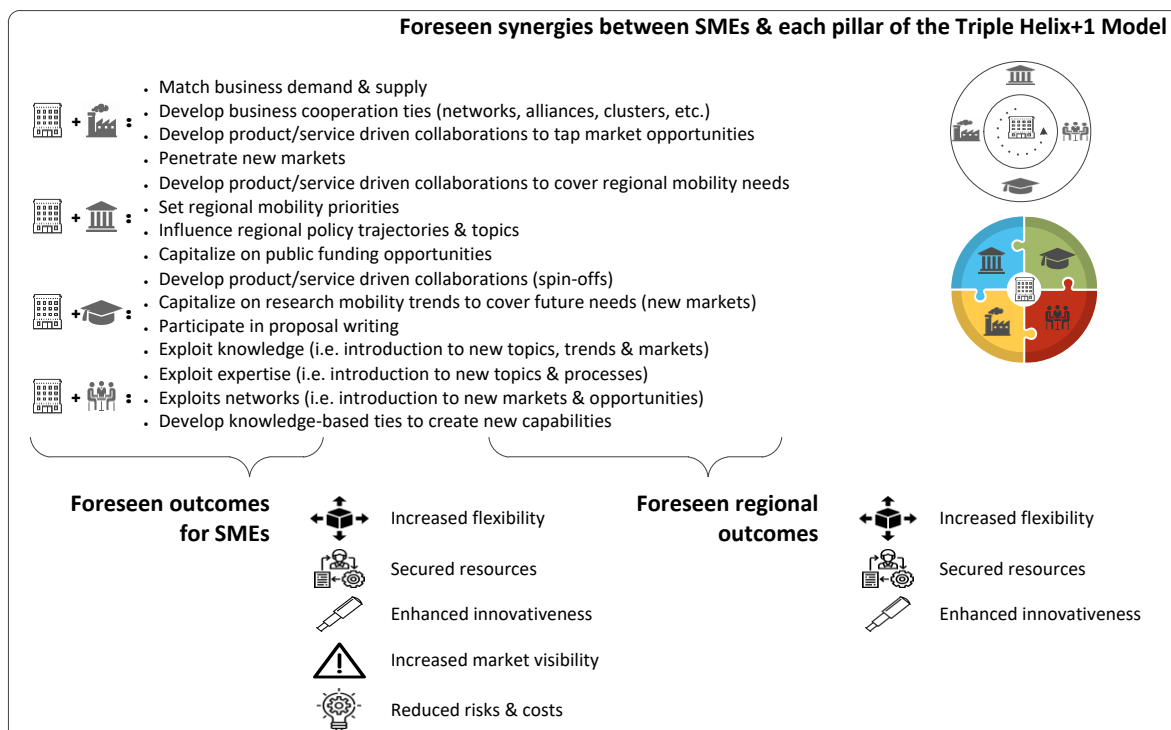 Foreseen synergies between SMEs & each pillar of the Triple Helix+1 Model
• Match business demand & supply
• Develop business cooperation ties (networks, alliances, clusters, etc.)
+ :
• Develop product/service driven collaborations to tap market opportunities
• Penetrate new markets
• Develop product/service driven collaborations to cover regional mobility needs
• Set regional mobility priorities
+ :
• Influence regional policy trajectories & topics
• Capitalize on public funding opportunities
• Develop product/service driven collaborations (spin-offs)
• Capitalize on research mobility trends to cover future needs (new markets)
+ :
• Participate in proposal writing
• Exploit knowledge (i.e. introduction to new topics, trends & markets)
• Exploit expertise (i.e. introduction to new topics & processes)
+ :
• Exploits networks (i.e. introduction to new markets & opportunities)
• Develop knowledge-based ties to create new capabilities
Foreseen outcomes
for SMEs
Increased flexibility
Secured resources
Enhanced innovativeness
Increased market visibility
Reduced risks & costs
Foreseen regional
outcomes
Increased flexibility
Secured resources
Enhanced innovativeness